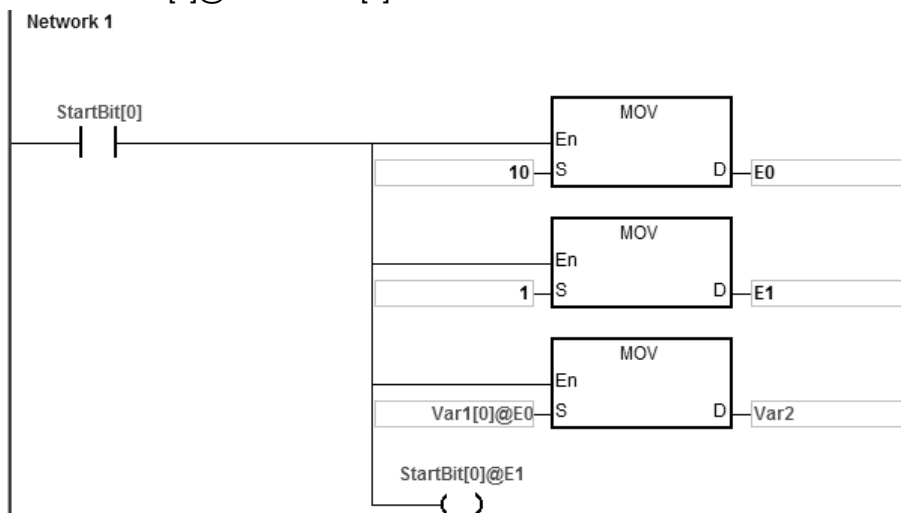 Network 1
StartBit[0]
MOV
En
10 S D E0
MOV
En
1 S D E1
MOV
En
Var1[0]@E0 S D Var2
StartBit[0]@E1